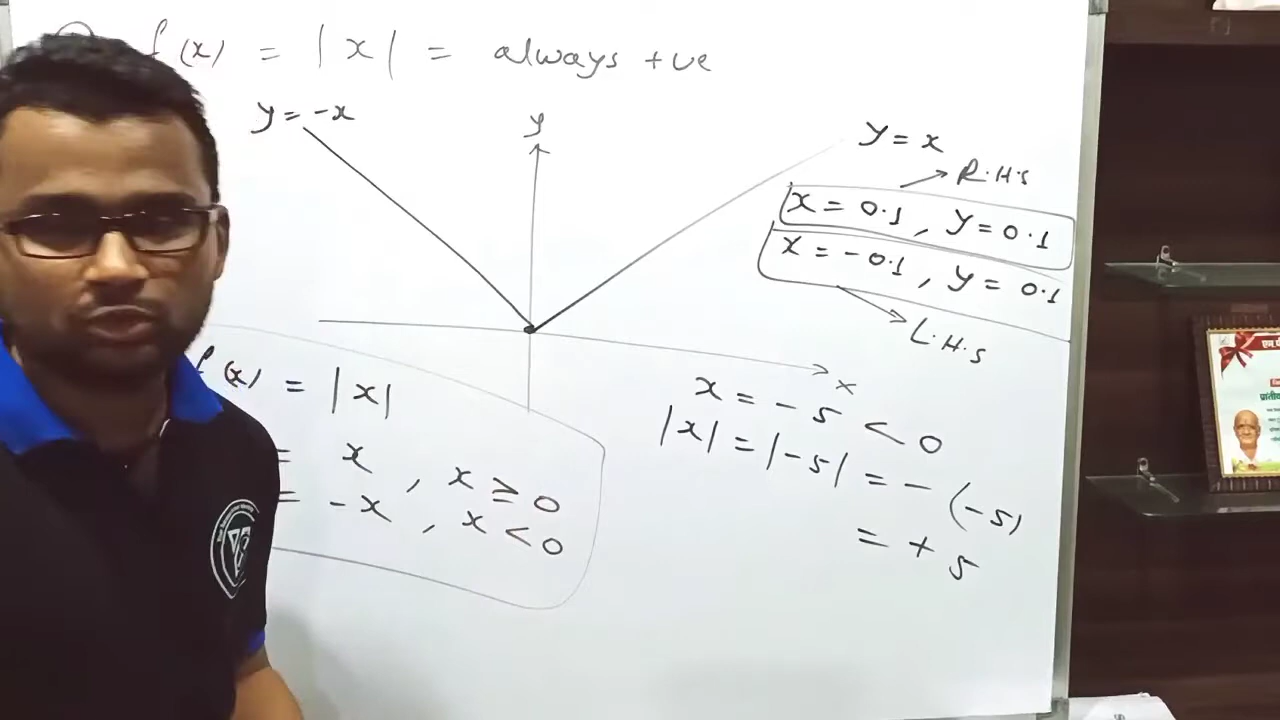 f(x) = |x| = always +ve
y = -x
y
y = x
R.H.S
x = 0.1, y = 0.1
x = -0.1, y = 0.1
L.H.S
x
f(x) = |x|
= x, x ≥ 0
= -x, x < 0
x = -5 < 0
|x| = |-5| = -(-5)
= +5